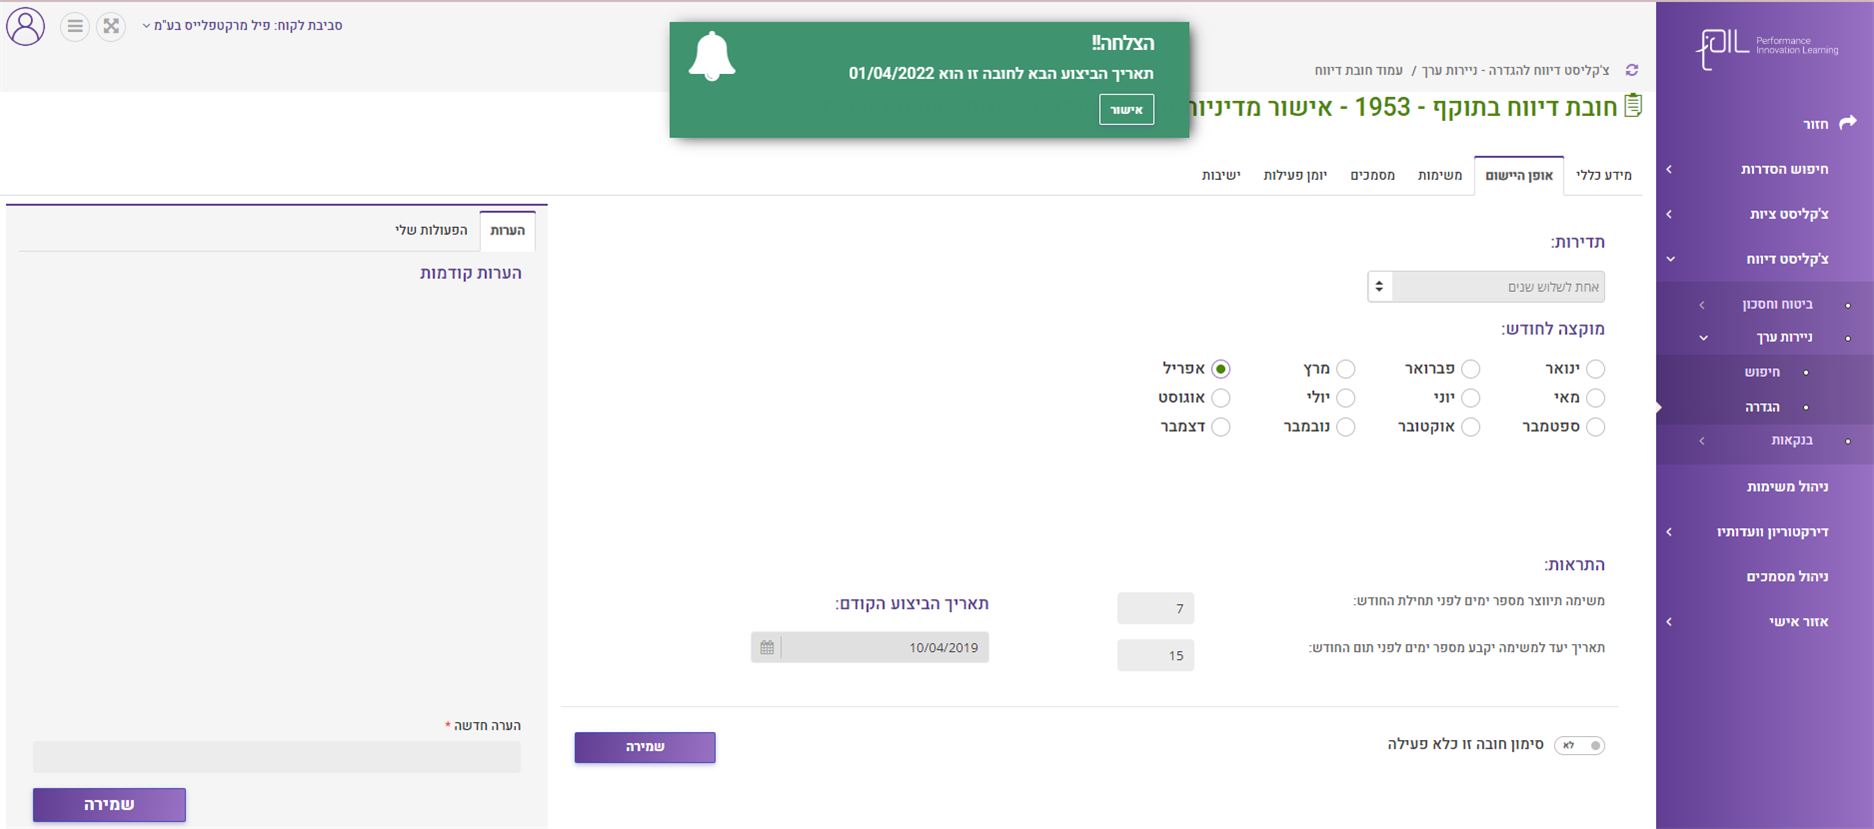 PIL Performance
Innovation Learning
חזור
חיפוש הסדרות
צ'קליסט ציות
צ'קליסט דיווח
ביטוח וחסכון
ניירות ערך
חיפוש
הגדרה
בנקאות
ניהול משימות
דירקטוריון וועדותיו
ניהול מסמכים
אזור אישי
סביבת לקוח: פיל מרקטפלייס בע"מ
צ'קליסט דיווח להגדרה - ניירות ערך / עמוד חובת דיווח
הצלחה!!
תאריך הביצוע הבא לחובה זו הוא 01/04/2022
אישור
חובת דיווח בתוקף - 1953 - אישור מדיניות
מידע כללי
אופן היישום
משימות
מסמכים
יומן פעילות
ישיבות
תדירות:
אחת לשלוש שנים
מוקצה לחודש:
ינואר פברואר מרץ אפריל
מאי יוני יולי אוגוסט
ספטמבר אוקטובר נובמבר דצמבר
התראות:
משימה תיווצר מספר ימים לפני תחילת החודש: 7
תאריך יעד למשימה יקבע מספר ימים לפני תום החודש: 15
תאריך הביצוע הקודם:
10/04/2019
סימון חובה זו כלא פעילה
לא
שמירה
הערות
הפעולות שלי
הערות קודמות
הערה חדשה *
שמירה